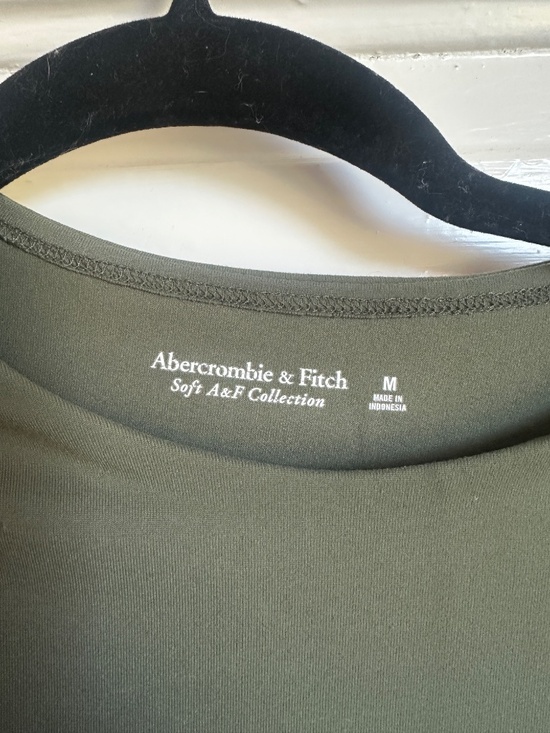 Abercrombie & Fitch
Soft A&F Collection
M
MADE IN
INDONESIA